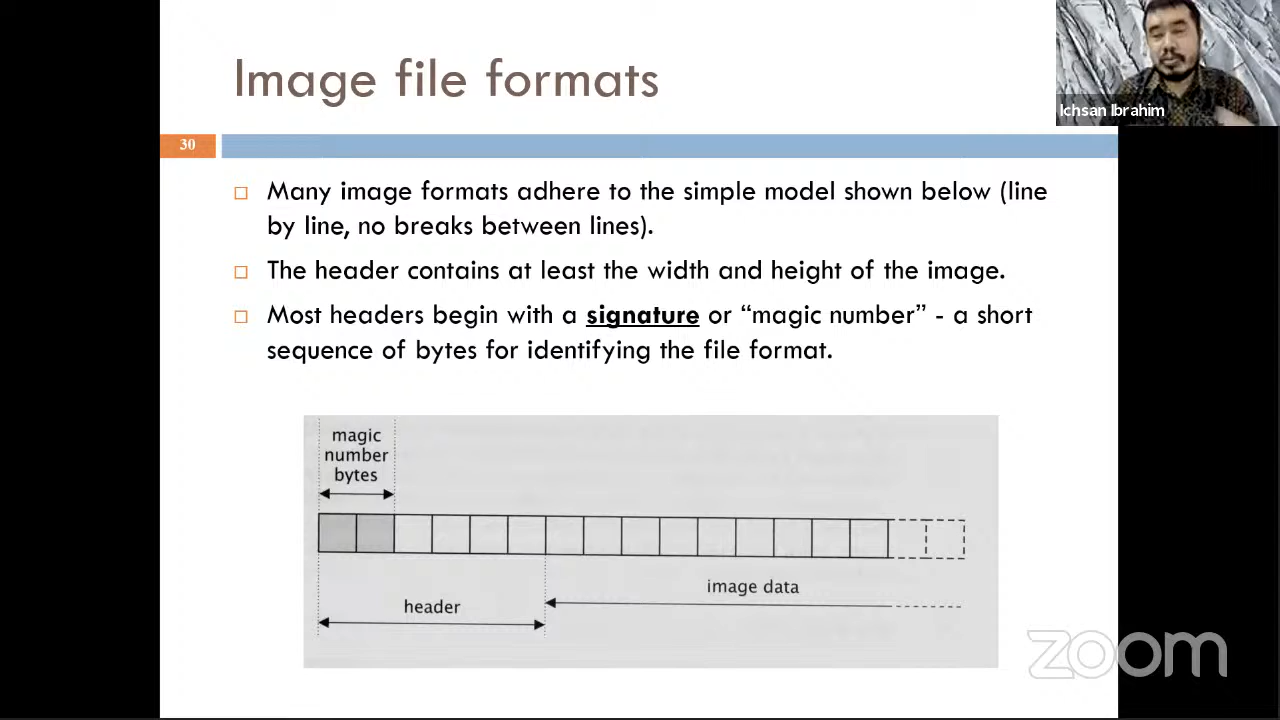 Image file formats
Ichsan Ibrahim
30
Many image formats adhere to the simple model shown below (line
by line, no breaks between lines).
The header contains at least the width and height of the image.
Most headers begin with a signature or “magic number” - a short
sequence of bytes for identifying the file format.
magic
number
bytes
image data
header
zoom